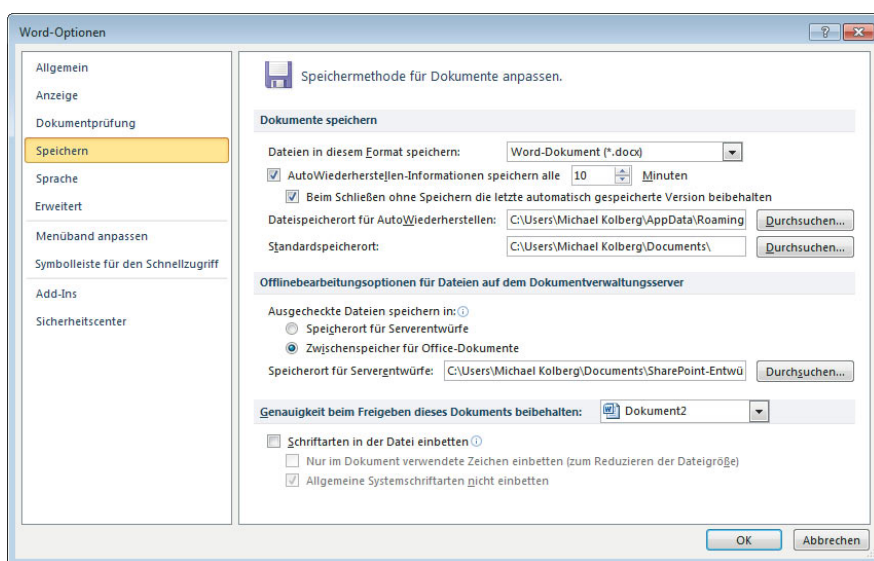 Word-Optionen
Allgemein
Anzeige
Dokumentprüfung
Speichern
Sprache
Erweitert
Menüband anpassen
Symbolleiste für den Schnellzugriff
Add-Ins
Sicherheitscenter
Speichermethode für Dokumente anpassen.
Dokumente speichern
Dateien in diesem Format speichern: Word-Dokument (*.docx)
AutoWiederherstellen-Informationen speichern alle 10 Minuten
Beim Schließen ohne Speichern die letzte automatisch gespeicherte Version beibehalten
Dateispeicherort für AutoWiederherstellen: C:\Users\Michael Kolberg\AppData\Roaming Durchsuchen...
Standardspeicherort: C:\Users\Michael Kolberg\Documents\ Durchsuchen...
Offlinebearbeitungsoptionen für Dateien auf dem Dokumentverwaltungsserver
Ausgecheckte Dateien speichern in:
Speicherort für Serverentwürfe
Zwischenspeicher für Office-Dokumente
Speicherort für Serverentwürfe: C:\Users\Michael Kolberg\Documents\SharePoint-Entwü Durchsuchen...
Genauigkeit beim Freigeben dieses Dokuments beibehalten: Dokument2
Schriftarten in der Datei einbetten
Nur im Dokument verwendete Zeichen einbetten (zum Reduzieren der Dateigröße)
Allgemeine Systemschriftarten nicht einbetten
OK Abbrechen